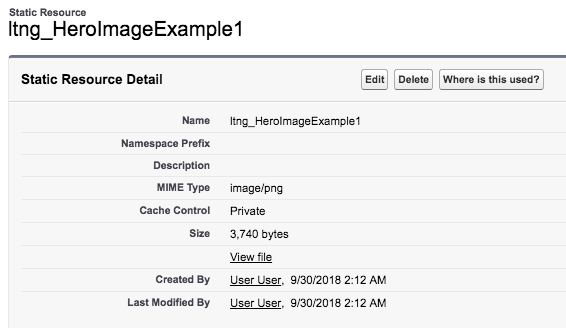 Static Resource
ltng_HeroImageExample1
Static Resource Detail Edit Delete Where is this used?
Name ltng_HeroImageExample1
Namespace Prefix
Description
MIME Type image/png
Cache Control Private
Size 3,740 bytes
View file
Created By User User, 9/30/2018 2:12 AM
Last Modified By User User, 9/30/2018 2:12 AM